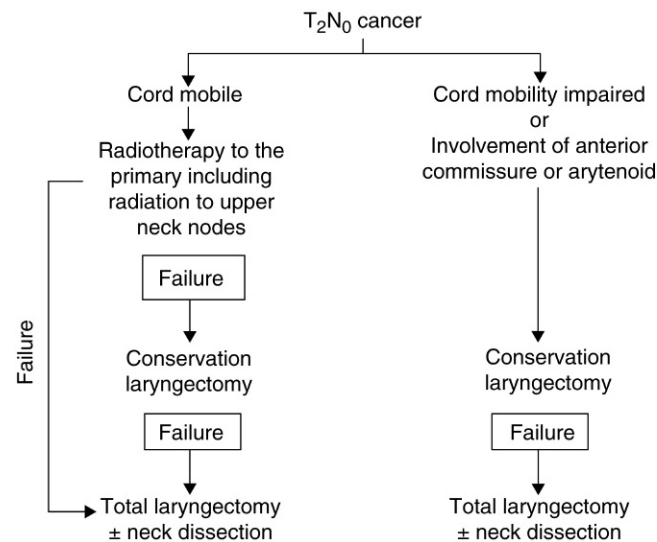 T₂N₀ cancer
Cord mobile
Radiotherapy to the
primary including
radiation to upper
neck nodes
Failure
Failure
Conservation
laryngectomy
Failure
Total laryngectomy
± neck dissection
Cord mobility impaired
or
Involvement of anterior
commissure or arytenoid
Conservation
laryngectomy
Failure
Total laryngectomy
± neck dissection